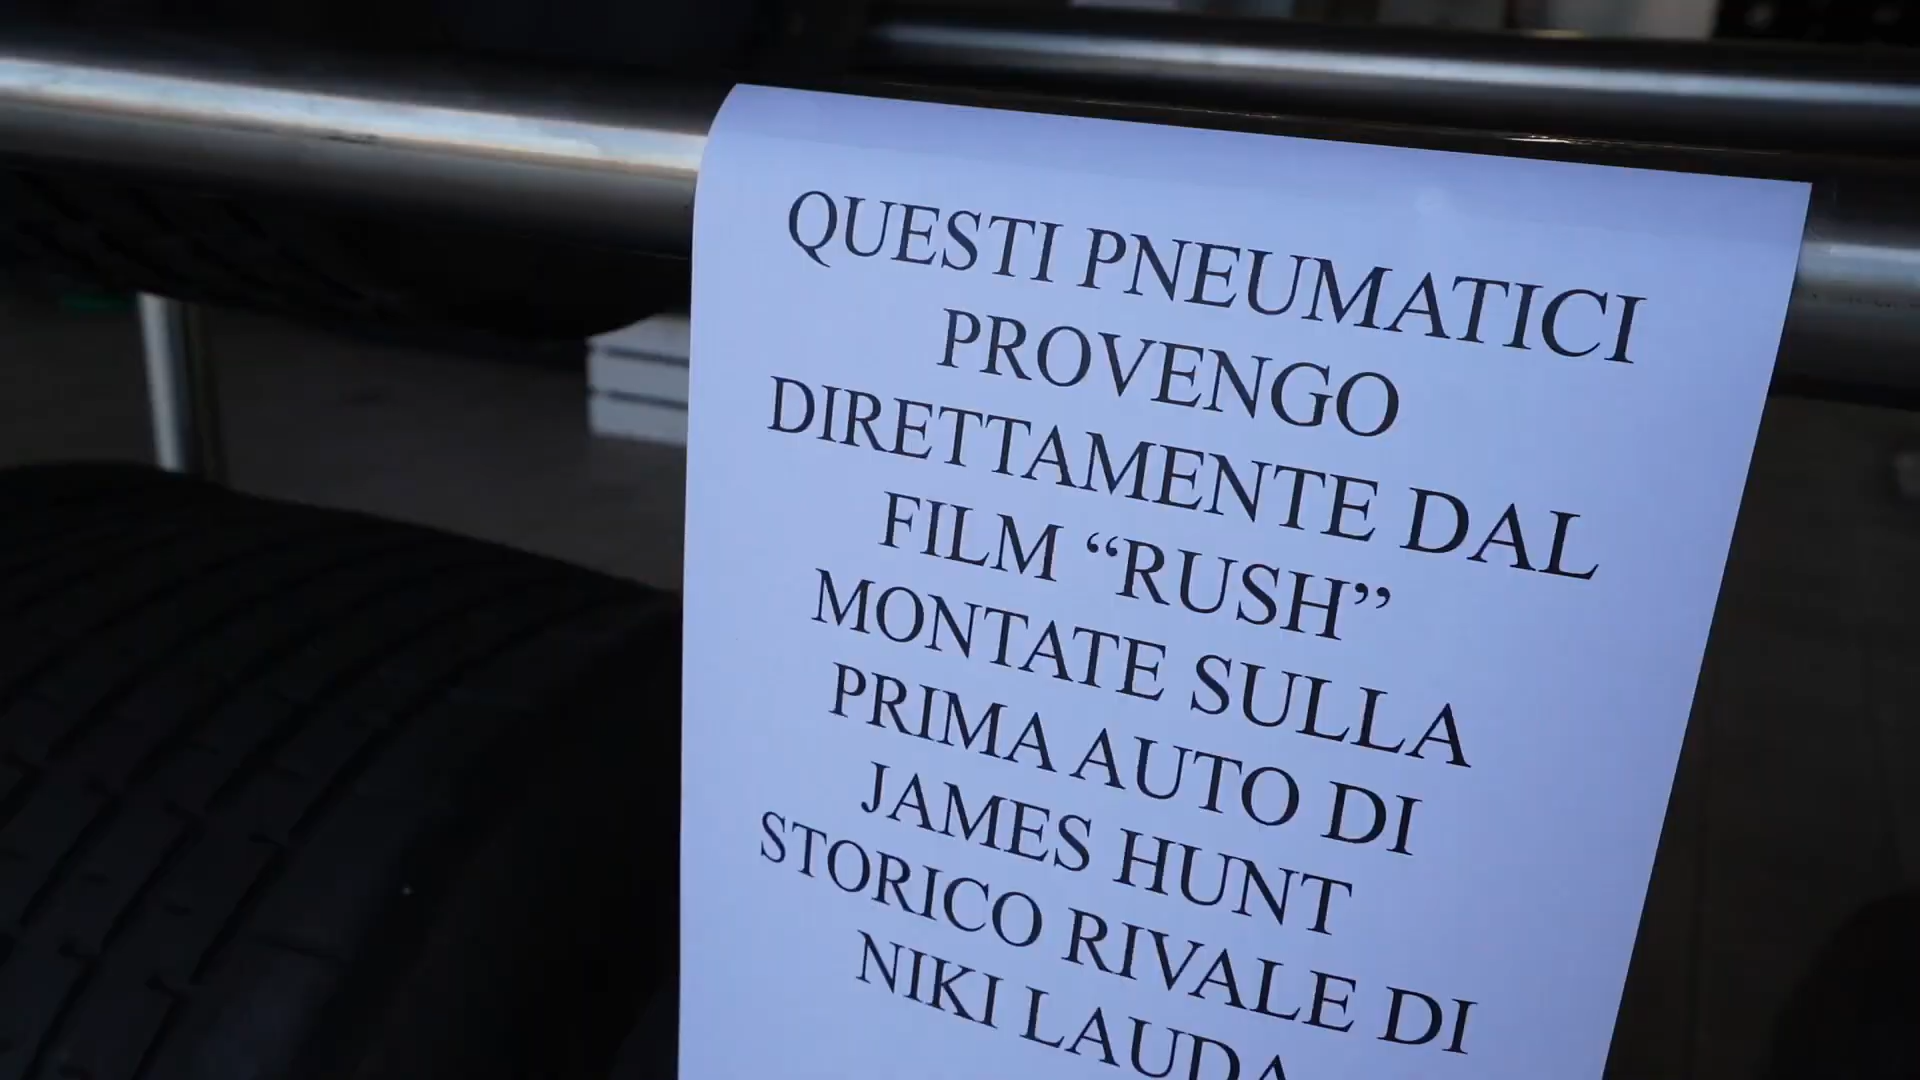 QUESTI PNEUMATICI
PROVENGO
DIRETTAMENTE DAL
FILM “RUSH”
MONTATE SULLA
PRIMA AUTO DI
JAMES HUNT
STORICO RIVALE DI
NIKI LAUDA